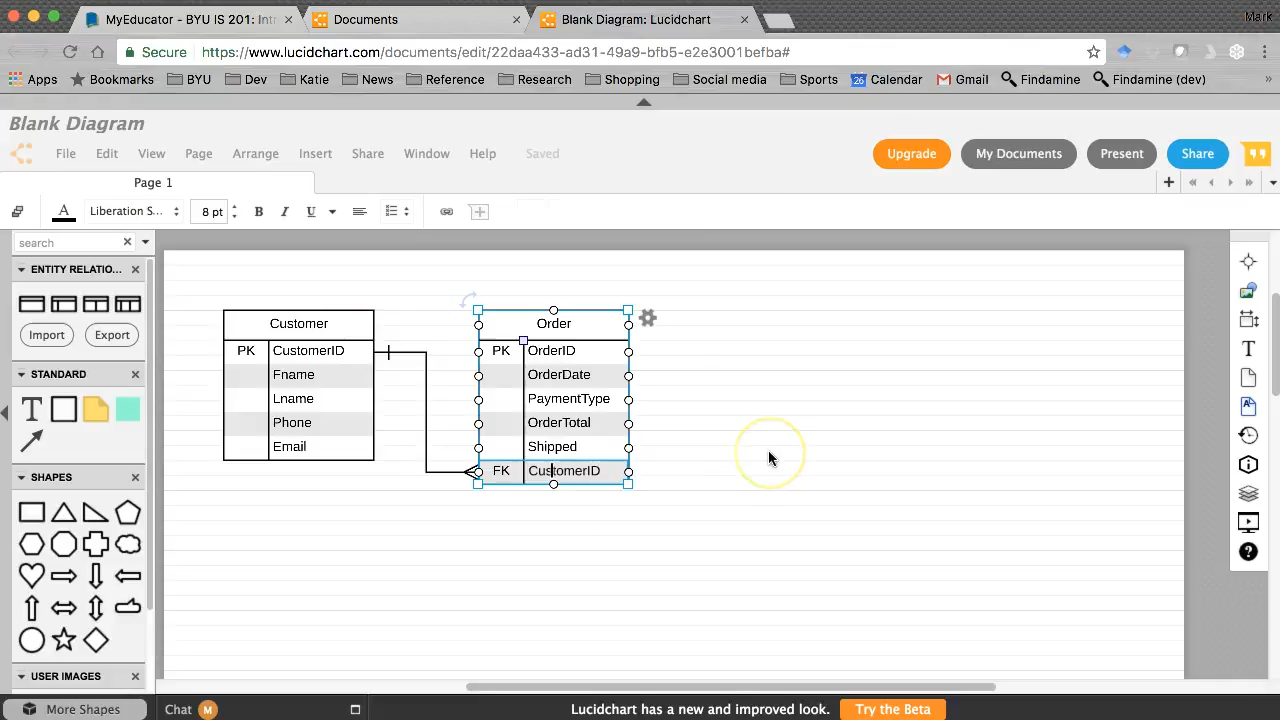 MyEducator - BYU IS 201: Intr
Documents
Blank Diagram: Lucidchart
Mark
Secure
https://www.lucidchart.com/documents/edit/22daa433-ad31-49a9-bfb5-e2e3001befba#
Apps
Bookmarks
BYU
Dev
Katie
News
Reference
Research
Shopping
Social media
Sports
26
Calendar
Gmail
Findamine
Findamine (dev)
»
Blank Diagram
File
Edit
View
Page
Arrange
Insert
Share
Window
Help
Saved
Upgrade
My Documents
Present
Share
Page 1
A
Liberation S...
8 pt
B
I
U
search
ENTITY RELATIO...
Import
Export
STANDARD
T
SHAPES
USER IMAGES
More Shapes
Customer
PK CustomerID
Fname
Lname
Phone
Email
Order
PK OrderID
OrderDate
PaymentType
OrderTotal
Shipped
FK CustomerID
T
A
?
Chat
M
Lucidchart has a new and improved look.
Try the Beta